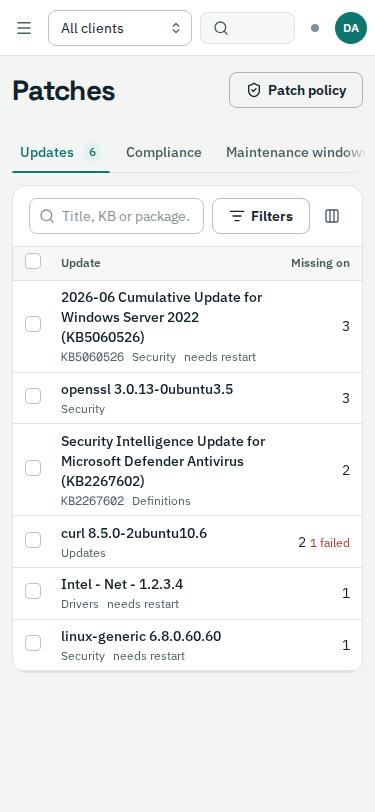 All clients
DA
Patches
Patch policy
Updates 6 Compliance Maintenance windows
Title, KB or package.
Filters
Update Missing on
2026-06 Cumulative Update for
Windows Server 2022
(KB5060526)
KB5060526 Security needs restart
3
openssl 3.0.13-0ubuntu3.5
Security
3
Security Intelligence Update for
Microsoft Defender Antivirus
(KB2267602)
KB2267602 Definitions
2
curl 8.5.0-2ubuntu10.6
Updates
2 1 failed
Intel - Net - 1.2.3.4
Drivers needs restart
1
linux-generic 6.8.0.60.60
Security needs restart
1